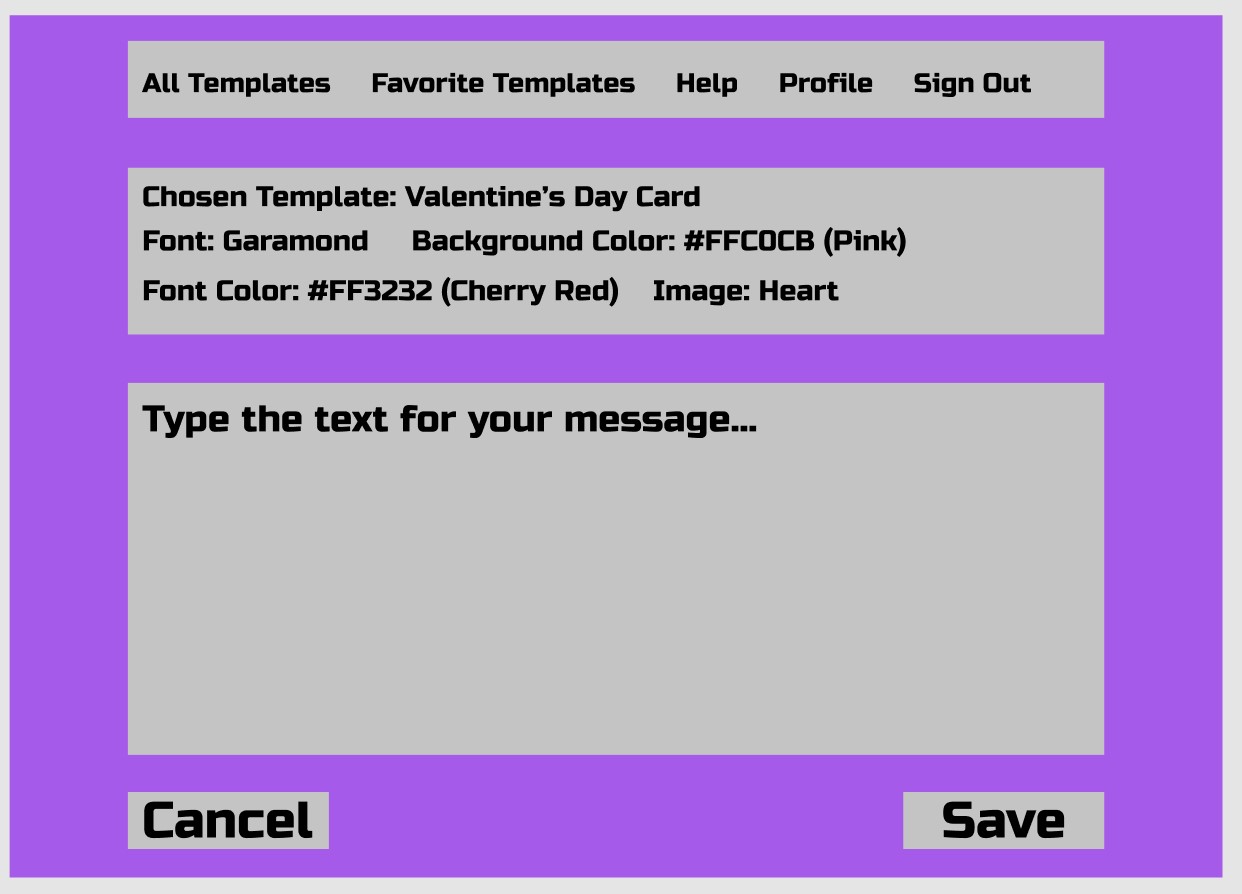 All Templates Favorite Templates Help Profile Sign Out
Chosen Template: Valentine’s Day Card
Font: Garamond Background Color: #FFC0CB (Pink)
Font Color: #FF3232 (Cherry Red) Image: Heart
Type the text for your message...
Cancel Save